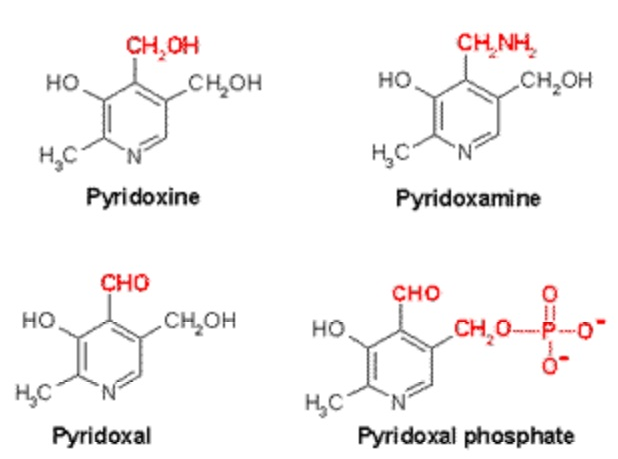 CH₂OH
HO
CH₂OH
H₃C
N
Pyridoxine
CH₂NH₂
HO
CH₂OH
H₃C
N
Pyridoxamine
CHO
HO
CH₂OH
H₃C
N
Pyridoxal
CHO
O
HO
CH₂O P O⁻
O⁻
H₃C
N
Pyridoxal phosphate